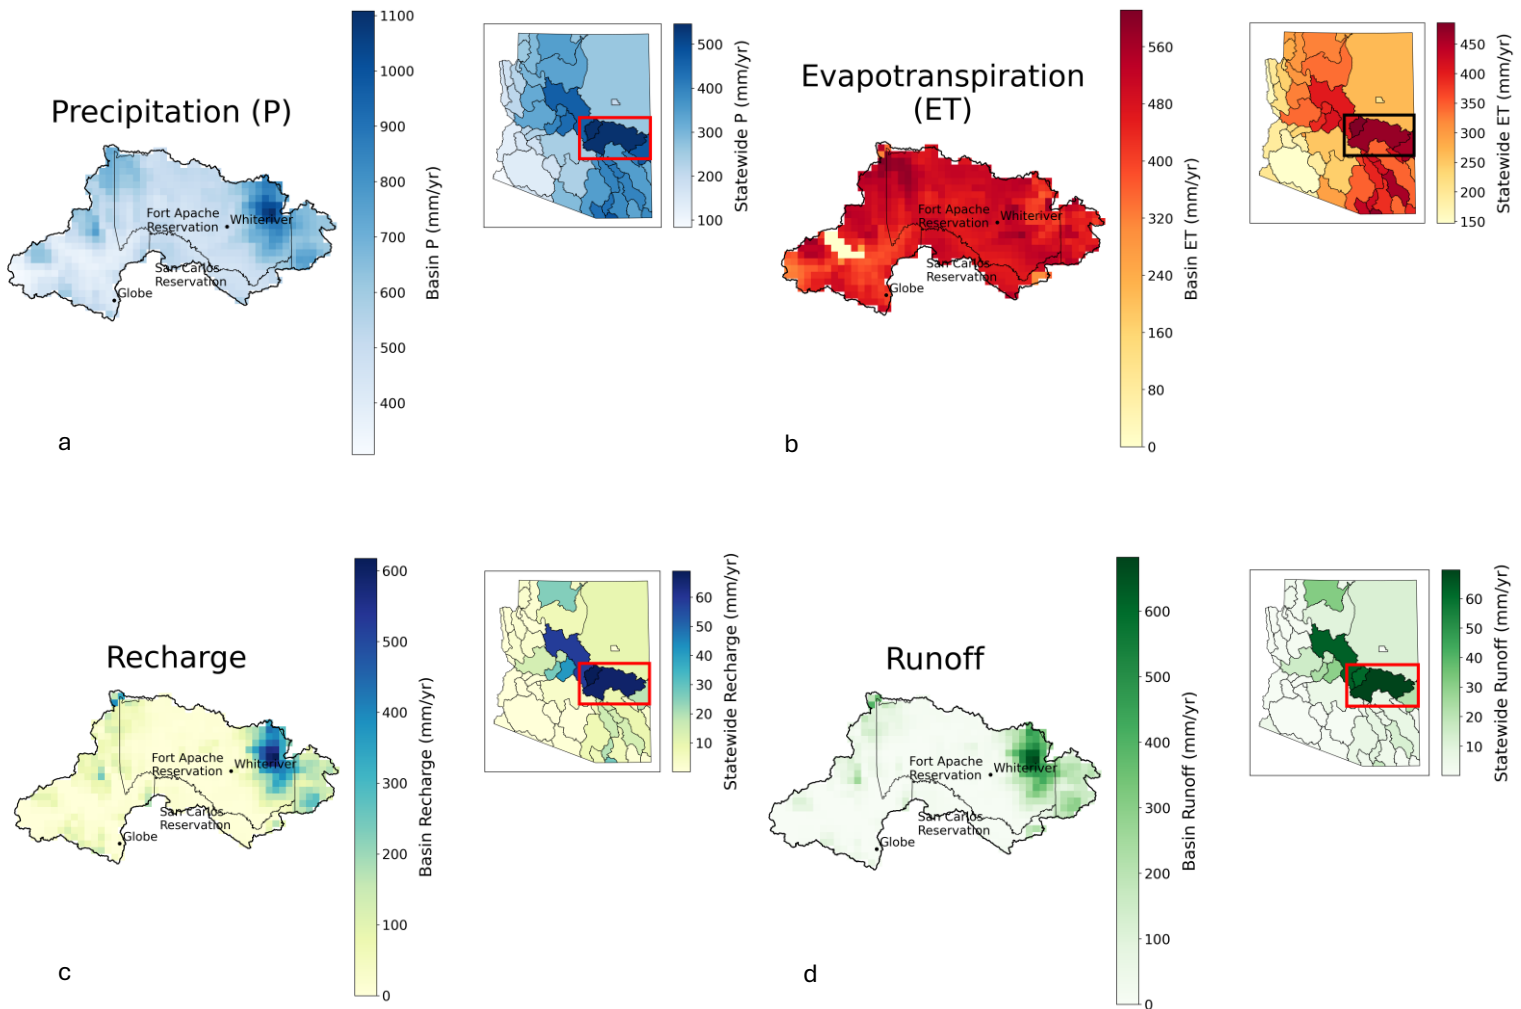 Precipitation (P)
Fort Apache
Reservation
Whiteriver
San Carlos
Reservation
Globe
1100
1000
900
800
700
600
500
400
Basin P (mm/yr)
500
400
300
200
100
Statewide P (mm/yr)
a
Evapotranspiration
(ET)
Fort Apache
Reservation
Whiteriver
San Carlos
Reservation
Globe
560
480
400
320
240
160
80
0
Basin ET (mm/yr)
450
400
350
300
250
200
150
Statewide ET (mm/yr)
b
Recharge
Fort Apache
Reservation
Whiteriver
San Carlos
Reservation
Globe
600
500
400
300
200
100
0
Basin Recharge (mm/yr)
60
50
40
30
20
10
Statewide Recharge (mm/yr)
c
Runoff
Fort Apache
Reservation
Whiteriver
San Carlos
Reservation
Globe
600
500
400
300
200
100
0
Basin Runoff (mm/yr)
60
50
40
30
20
10
Statewide Runoff (mm/yr)
d